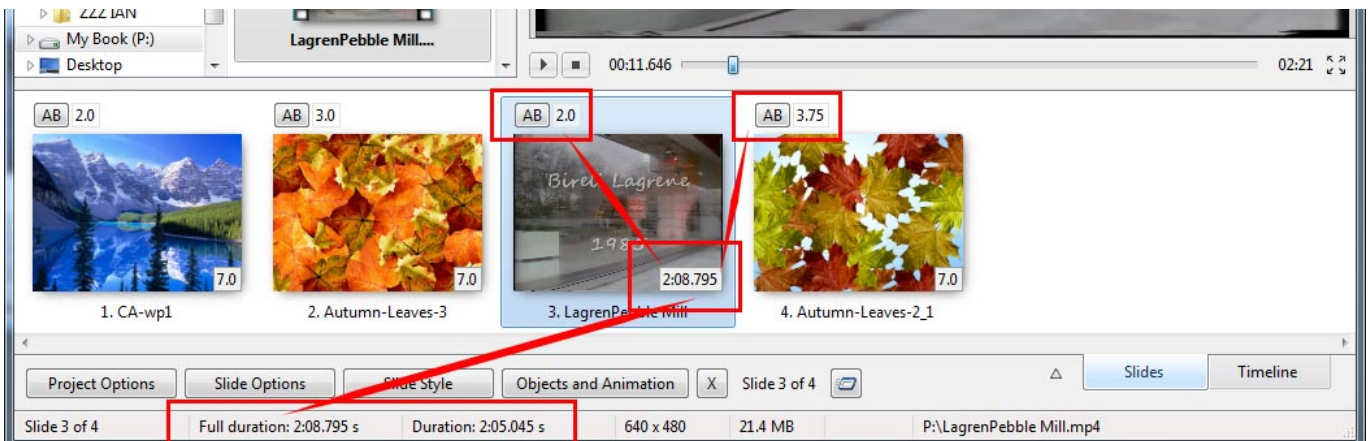 ZZZ IAN
My Book (P:)
Desktop
LagrenPebble Mill....
00:11.646
02:21
AB 2.0
AB 3.0
AB 2.0
AB 3.75
Bireli Lagrene
1983
7.0
7.0
2:08.795
7.0
1. CA-wp1
2. Autumn-Leaves-3
3. LagrenPebble Mill
4. Autumn-Leaves-2_1
Project Options
Slide Options
Slide Style
Objects and Animation
X
Slide 3 of 4
Slides
Timeline
Slide 3 of 4
Full duration: 2:08.795 s
Duration: 2:05.045 s
640 x 480
21.4 MB
P:\LagrenPebble Mill.mp4